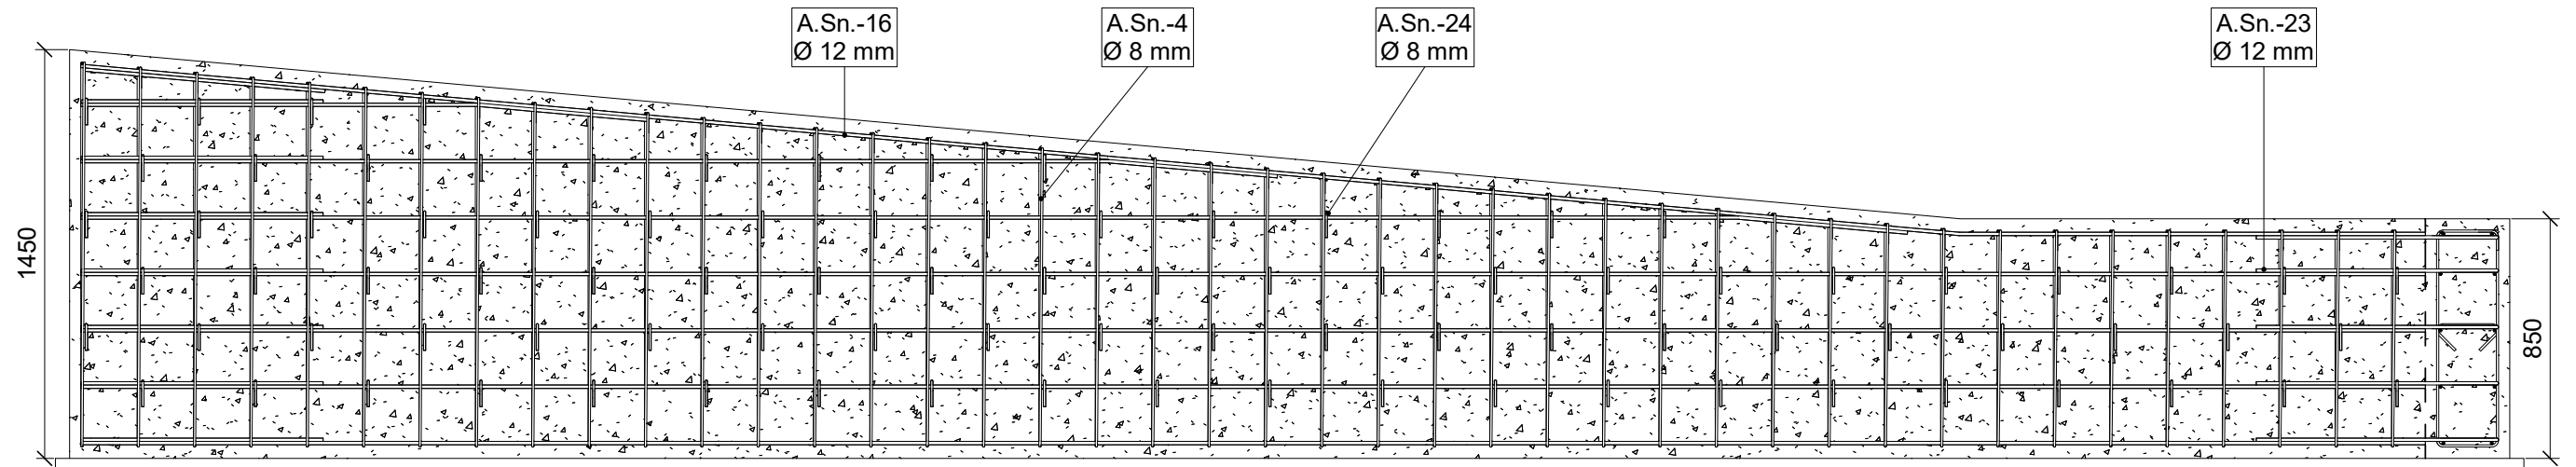 A.Sn.-16
Ø 12 mm
A.Sn.-4
Ø 8 mm
A.Sn.-24
Ø 8 mm
A.Sn.-23
Ø 12 mm
1450
850